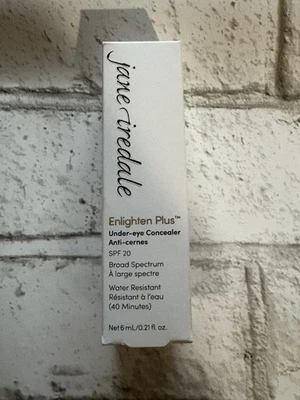 jane iredale
Enlighten Plus™
Under-eye Concealer
Anti-cernes
SPF 20
Broad Spectrum
À large spectre
Water Resistant
Résistant à l'eau
(40 Minutes)
Net 6 mL/0.21 fl. oz.